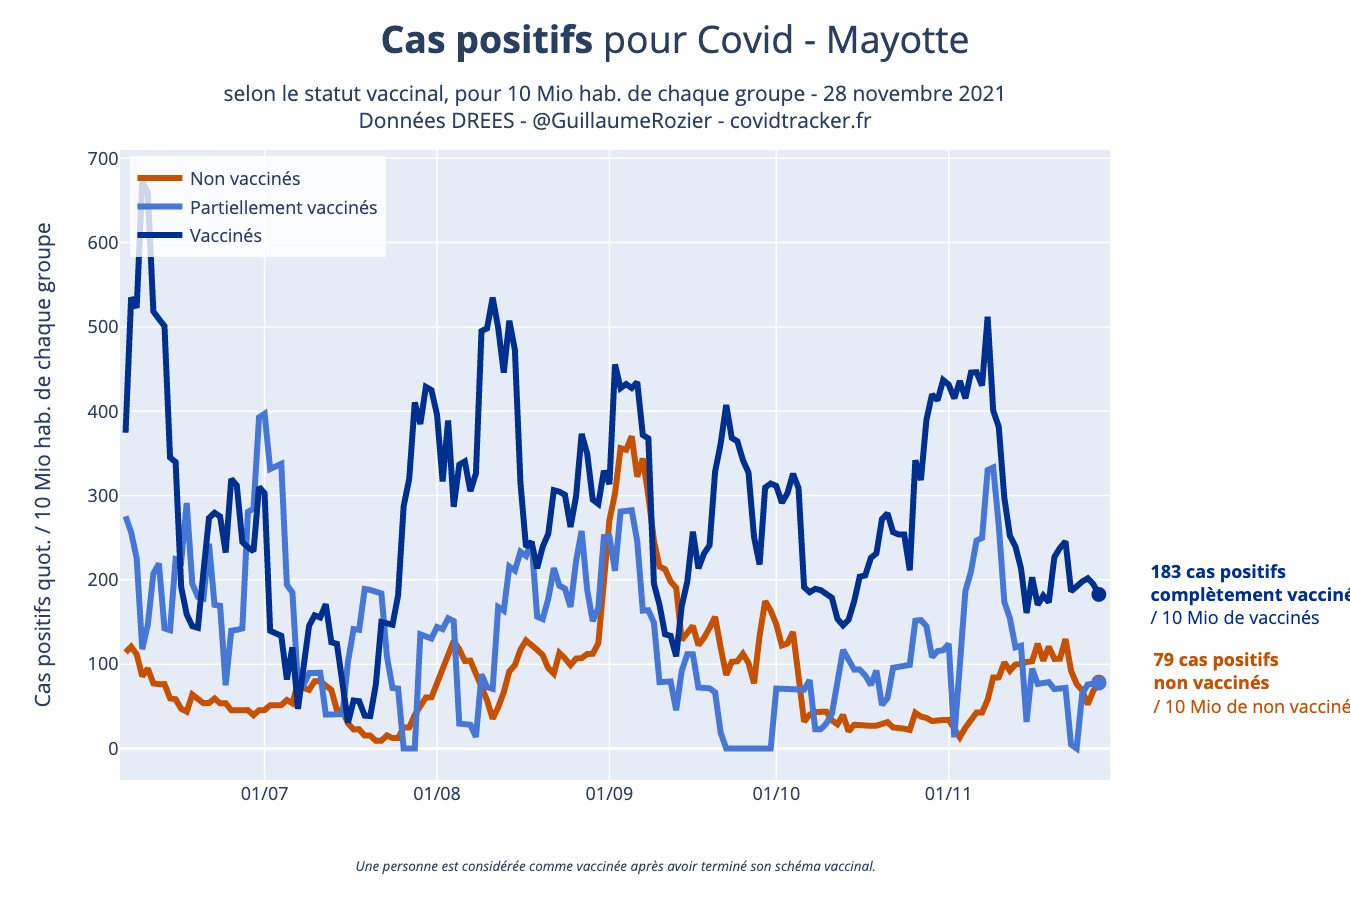 Cas positifs pour Covid - Mayotte
selon le statut vaccinal, pour 10 Mio hab. de chaque groupe - 28 novembre 2021
Données DREES - @GuillaumeRozier - covidtracker.fr
Cas positifs quot. / 10 Mio hab. de chaque groupe
700
600
500
400
300
200
100
0
Non vaccinés
Partiellement vaccinés
Vaccinés
01/07
01/08
01/09
01/10
01/11
183 cas positifs
complètement vacciné
/ 10 Mio de vaccinés
79 cas positifs
non vaccinés
/ 10 Mio de non vacciné
Une personne est considérée comme vaccinée après avoir terminé son schéma vaccinal.